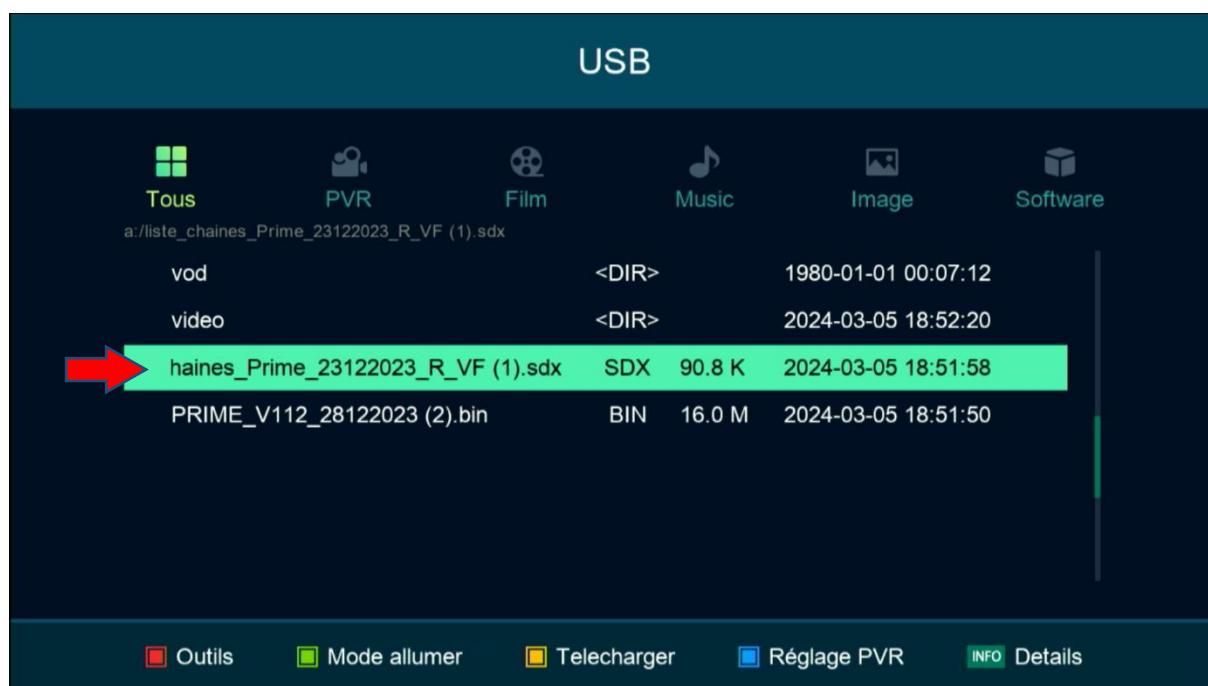 USB
Tous PVR Film Music Image Software
a:/liste_chaines_Prime_23122023_R_VF (1).sdx
vod <DIR> 1980-01-01 00:07:12
video <DIR> 2024-03-05 18:52:20
haines_Prime_23122023_R_VF (1).sdx SDX 90.8 K 2024-03-05 18:51:58
PRIME_V112_28122023 (2).bin BIN 16.0 M 2024-03-05 18:51:50
Outils Mode allumer Telecharger Réglage PVR INFO Details